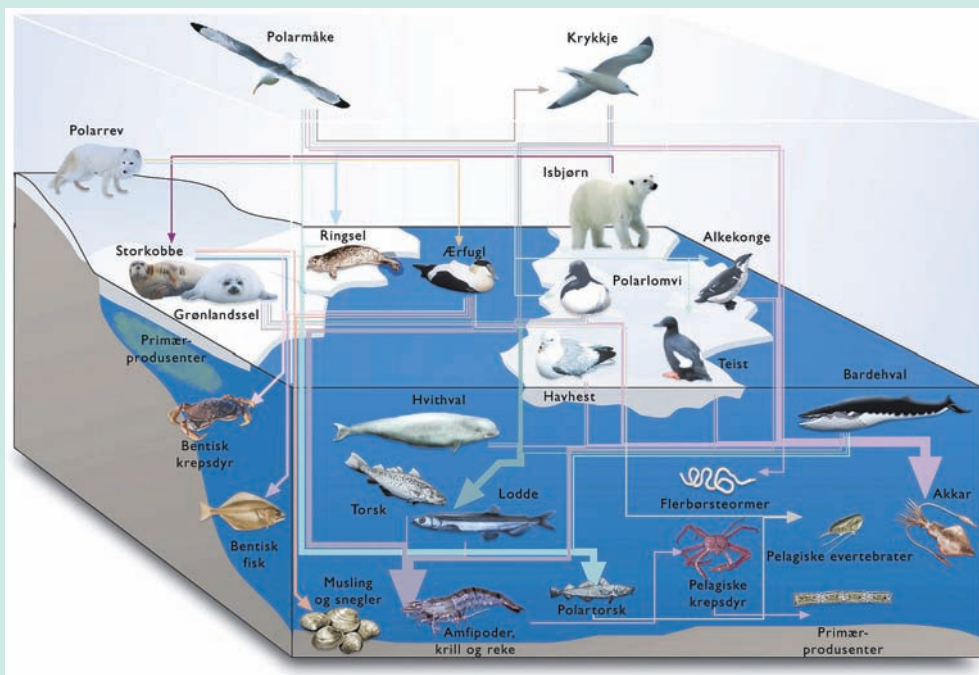 Polarmåke
Krykkje
Polarrev
Isbjørn
Storkobbe
Ringsel
Ærfugl
Alkekonge
Polarlomvi
Grønlandssel
Primær-
produsenter
Teist
Havhest
Bardehval
Hvithval
Bentisk
krepsdyr
Torsk
Lodde
Flerbørsteormer
Akkar
Bentisk
fisk
Pelagiske evertebrater
Musling
og snegler
Amfipoder,
krill og reke
Polartorsk
Pelagiske
krepsdyr
Primær-
produsenter